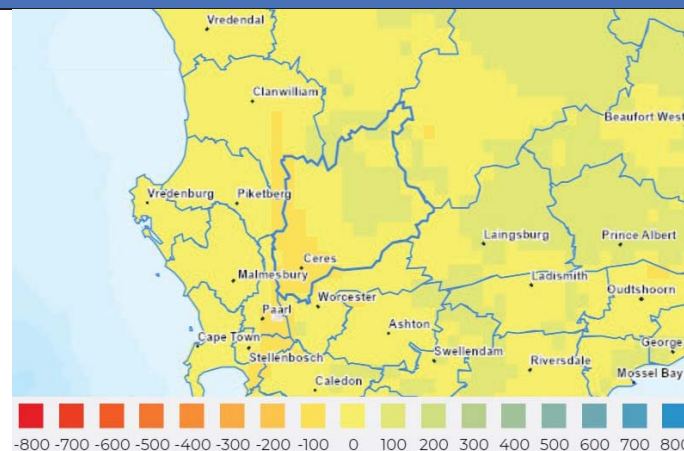 Vredendal
Clanwilliam
Beaufort West
Vredenburg
Piketberg
Laingsburg
Prince Albert
Ceres
Malmesbury
Ladismith
Oudtshoorn
Worcester
Paarl
Ashton
Cape Town
George
Stellenbosch
Swellendam
Riversdale
Mossel Bay
Caledon
-800 -700 -600 -500 -400 -300 -200 -100 0 100 200 300 400 500 600 700 800